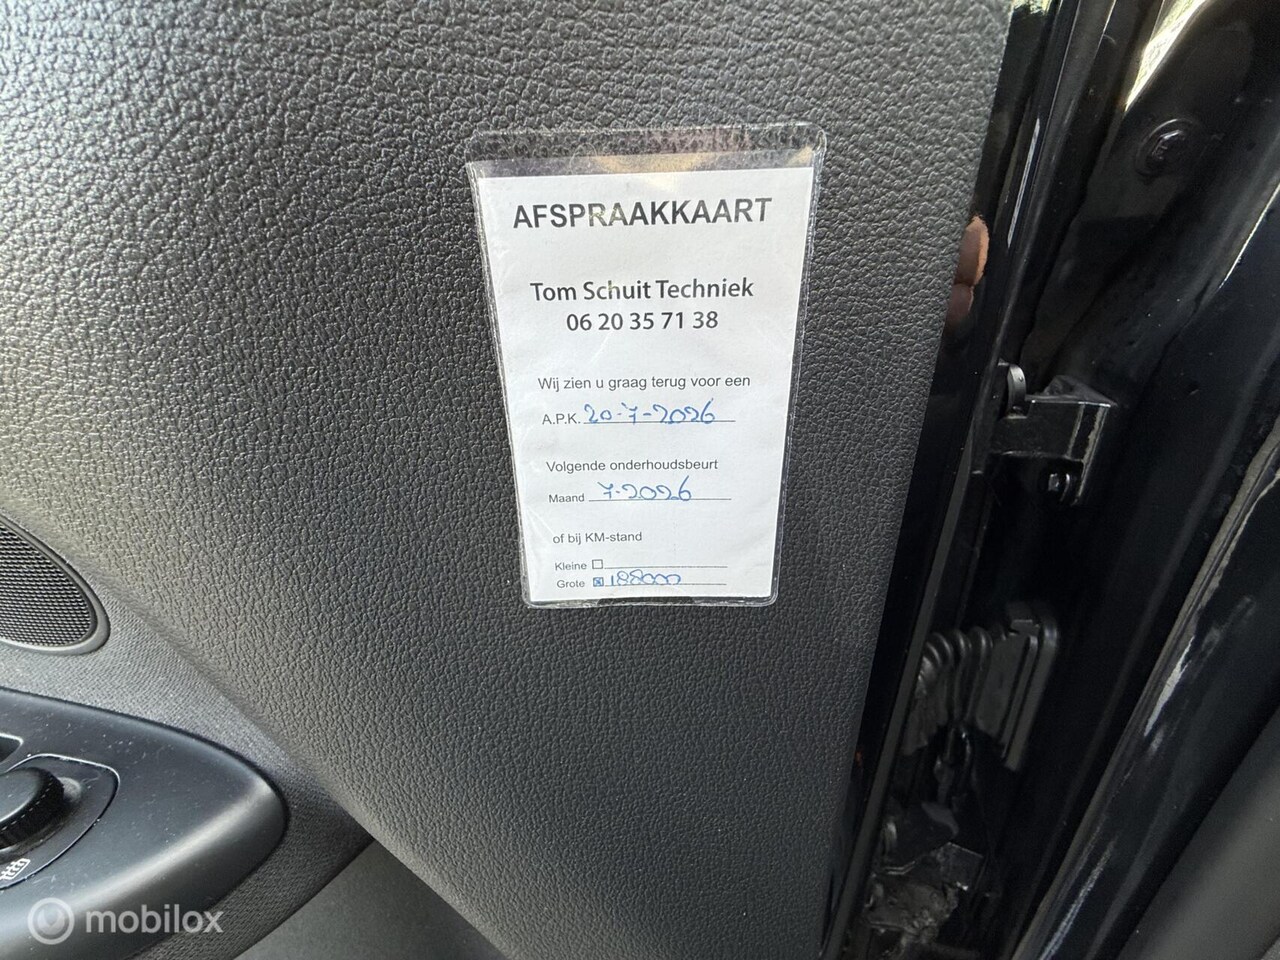 AFSPRAAKKAART
Tom Schuit Techniek
06 20 35 71 38
Wij zien u graag terug voor een
A.P.K. 20-7-2026
Volgende onderhoudsbeurt
Maand 7-2026
of bij KM-stand
Kleine
Grote 188000
mobilox